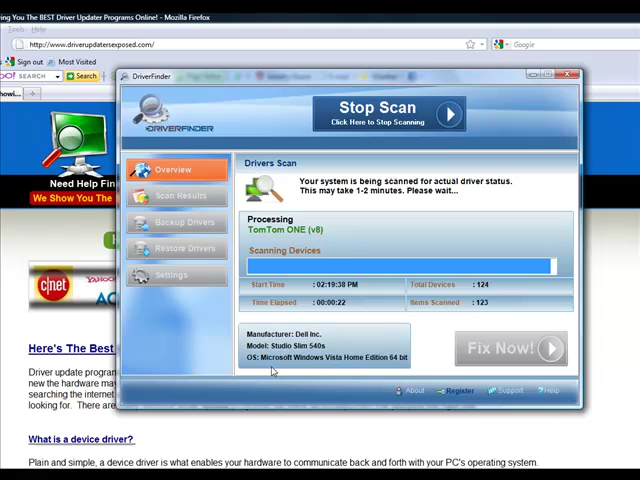 ving You The BEST Driver Updater Programs Online! - Mozilla Firefox
Tools Help
http://www.driverupdatersexposed.com/
Google
Sign out Most Visited
SEARCH Search
DriverFinder
Stop Scan
Click Here to Stop Scanning
DRIVERFINDER
Overview
Scan Results
Backup Drivers
Restore Drivers
Settings
Drivers Scan
Your system is being scanned for actual driver status.
This may take 1-2 minutes. Please wait...
Processing
TomTom ONE (v8)
Scanning Devices
Start Time : 02:19:38 PM Total Devices : 124
Time Elapsed : 00:00:22 Items Scanned : 123
Manufacturer: Dell Inc.
Model: Studio Slim 540s
OS: Microsoft Windows Vista Home Edition 64 bit
Fix Now!
About Register Support Help
Need Help Fin
We Show You The
c|net
YAHOO
AO
Here's The Best
Driver update program
new the hardware may
searching the internet
looking for. There are
What is a device driver?
Plain and simple, a device driver is what enables your hardware to communicate back and forth with your PC's operating system.